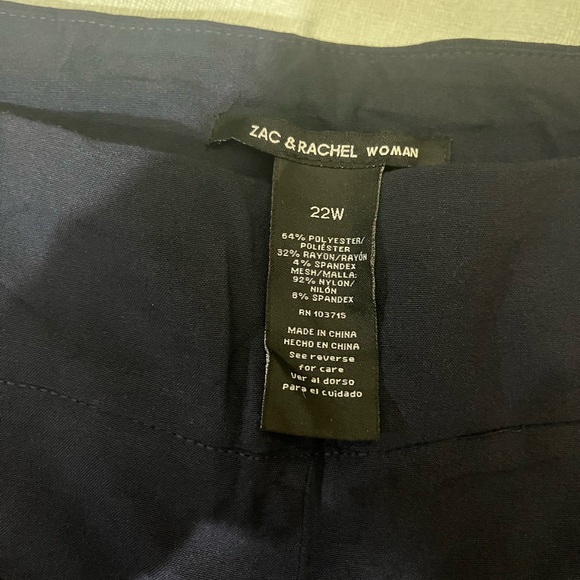 ZAC & RACHEL WOMAN
22W
64% POLYESTER/
POLIÉSTER
32% RAYON/RAYÓN
4% SPANDEX
MESH/MALLA:
92% NYLON/
NILÓN
8% SPANDEX
RN 103715
MADE IN CHINA
HECHO EN CHINA
See reverse
for care
Ver al dorso
Para el cuidado